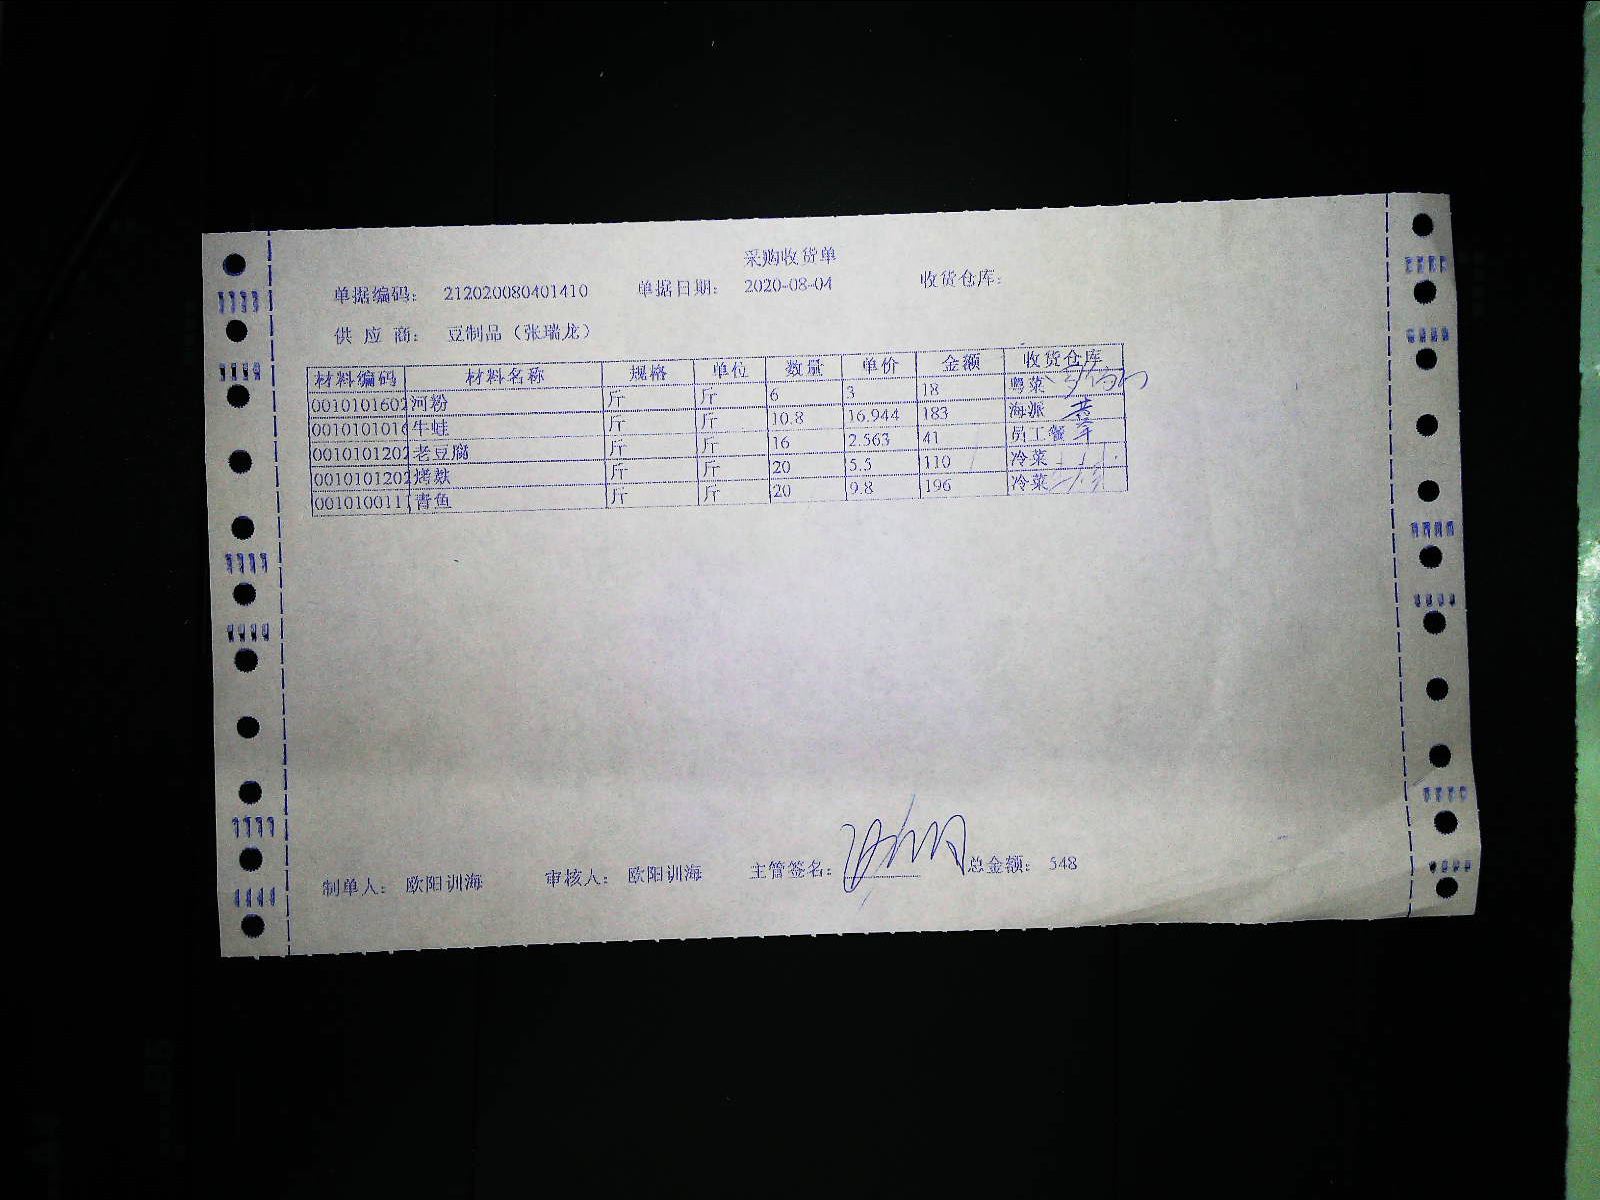 采购收货单
单据编码: 212020080401410 单据日期: 2020-08-04 收货仓库:
供应商: 豆制品（张瑞龙）
材料编码 材料名称 规格 单位 数量 单价 金额 收货仓库
0010101602 河粉 斤 斤 6 3 18 粤菜
0010101016 牛蛙 斤 斤 10.8 16.944 183 海派
0010101202 老豆腐 斤 斤 16 2.563 41 员工餐
0010101202 烤麸 斤 斤 20 5.5 110 冷菜
001010011 青鱼 斤 斤 20 9.8 196 冷菜
制单人: 欧阳训海 审核人: 欧阳训海 主管签名: 总金额: 548